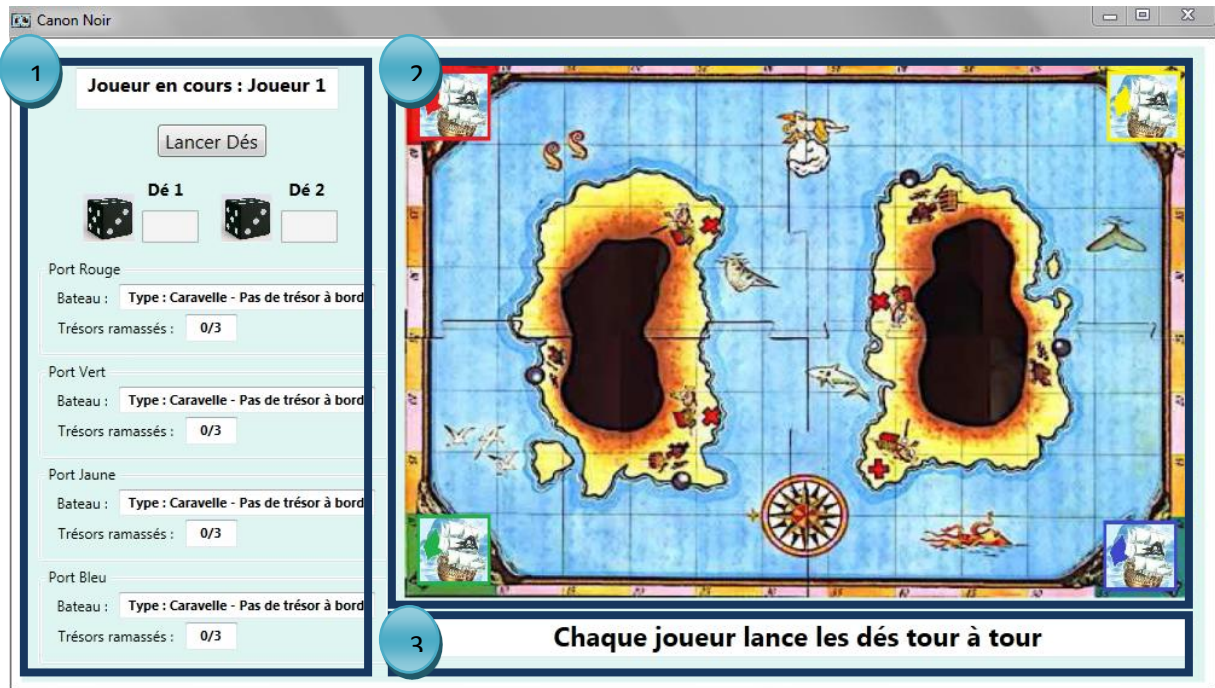 Canon Noir
1
Joueur en cours : Joueur 1
Lancer Dés
Dé 1
Dé 2
Port Rouge
Bateau : Type : Caravelle - Pas de trésor à bord
Trésors ramassés : 0/3
Port Vert
Bateau : Type : Caravelle - Pas de trésor à bord
Trésors ramassés : 0/3
Port Jaune
Bateau : Type : Caravelle - Pas de trésor à bord
Trésors ramassés : 0/3
Port Bleu
Bateau : Type : Caravelle - Pas de trésor à bord
Trésors ramassés : 0/3
2
3
Chaque joueur lance les dés tour à tour